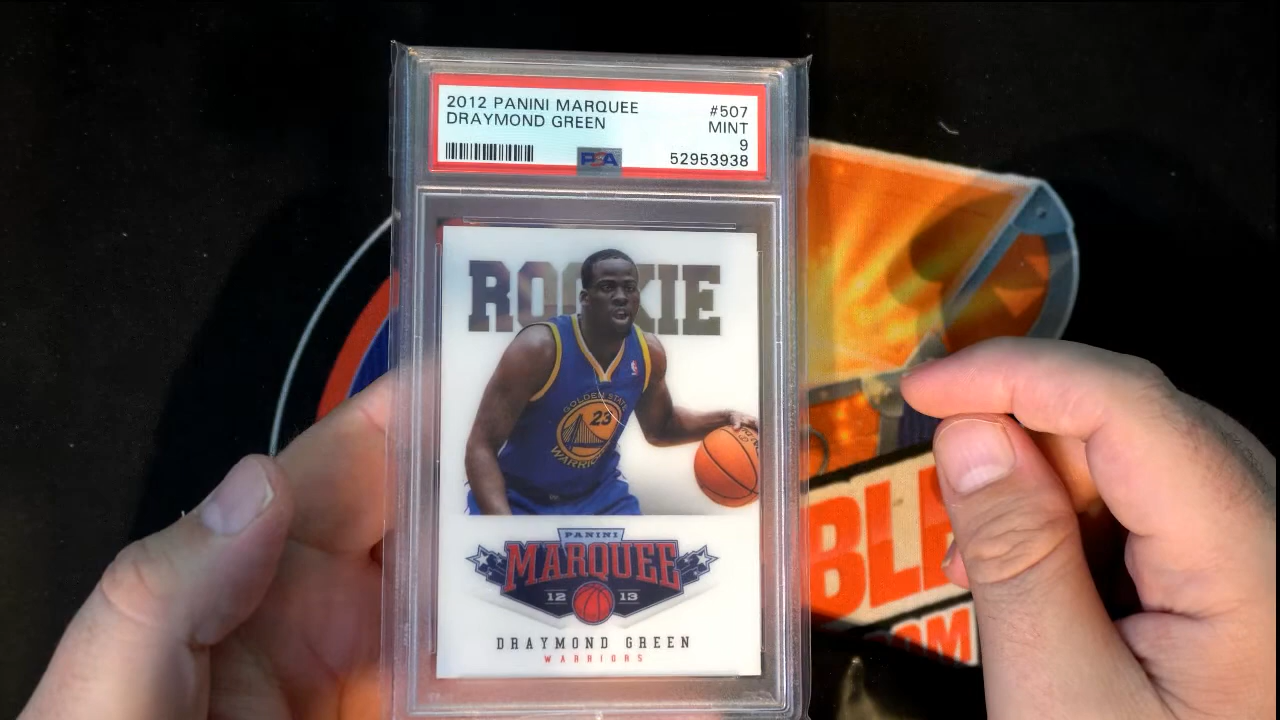 2012 PANINI MARQUEE #507
DRAYMOND GREEN MINT
9
PSA 52953938
ROOKIE
GOLDEN STATE
23
WARRIORS
PANINI
MARQUEE
12 13
DRAYMOND GREEN
WARRIORS
BLE
OM